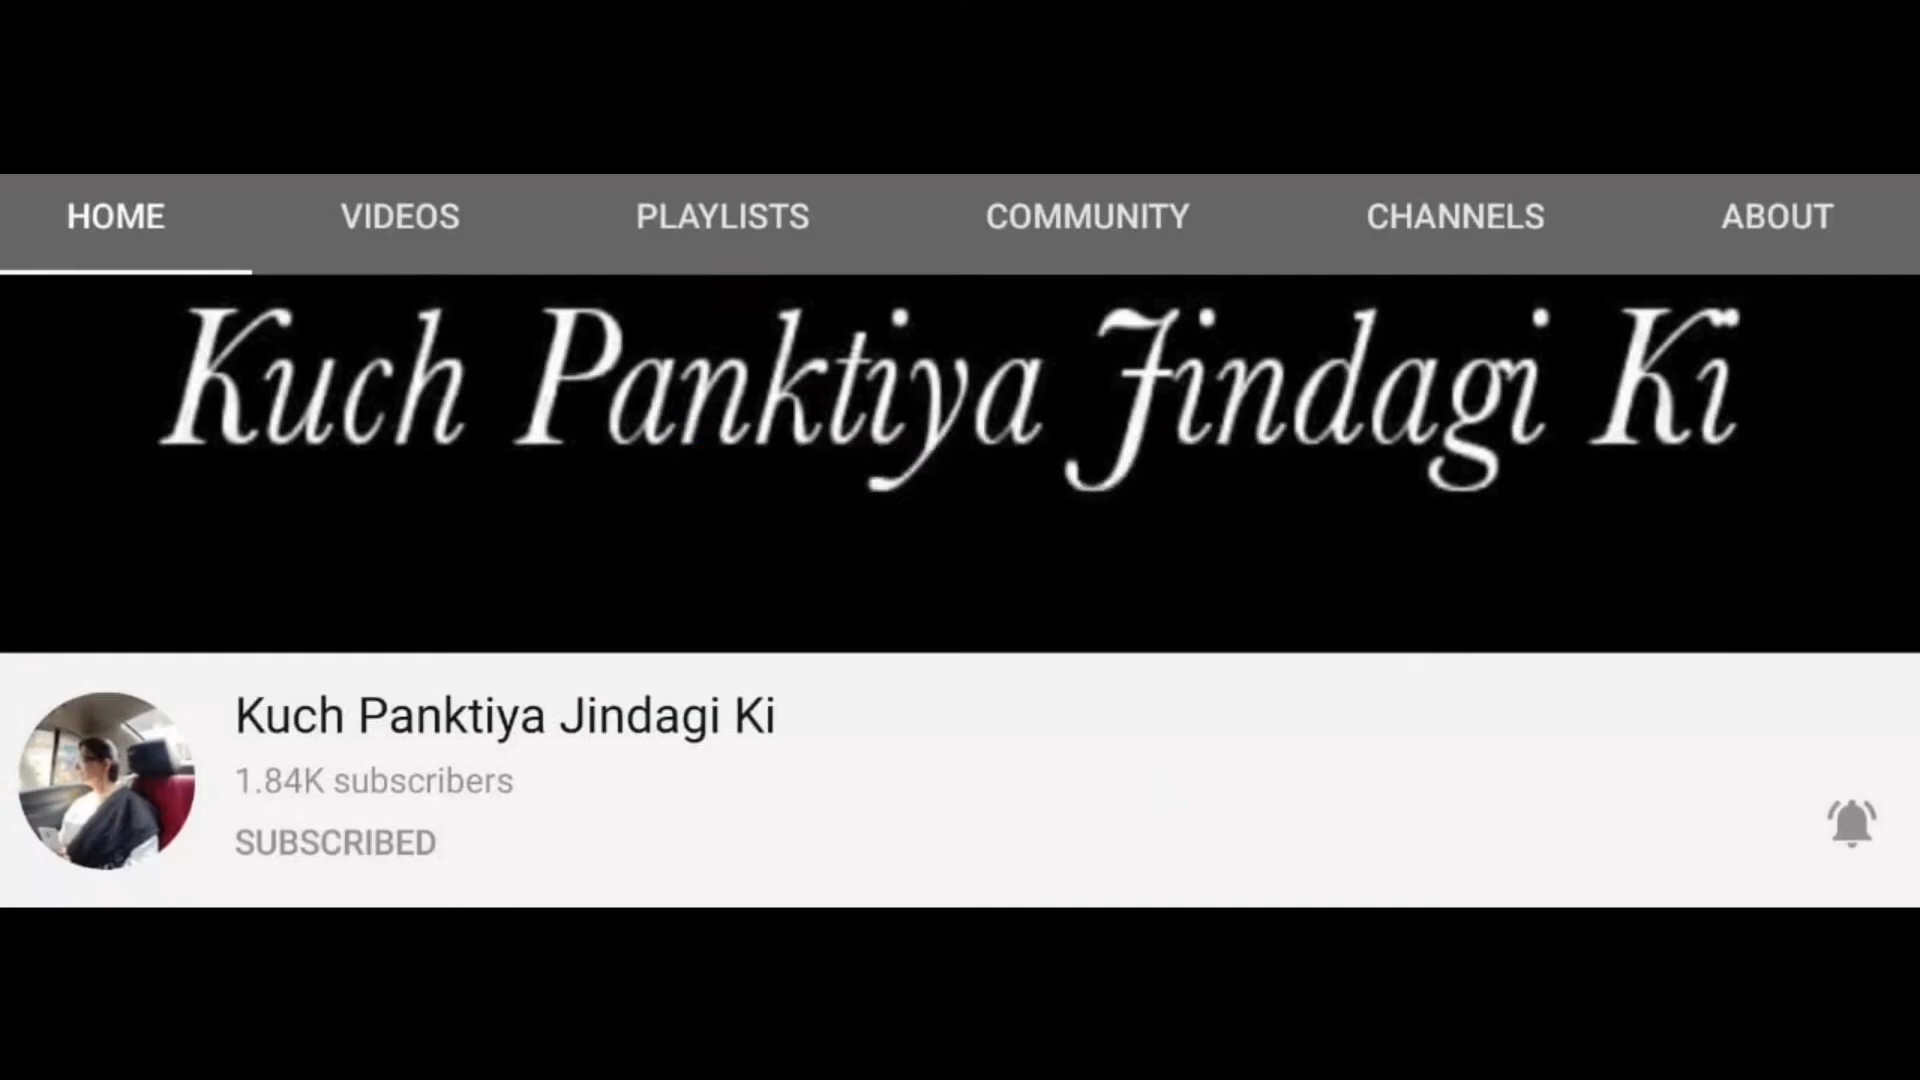 HOME VIDEOS PLAYLISTS COMMUNITY CHANNELS ABOUT
Kuch Panktiya Jindagi Ki
Kuch Panktiya Jindagi Ki
1.84K subscribers
SUBSCRIBED